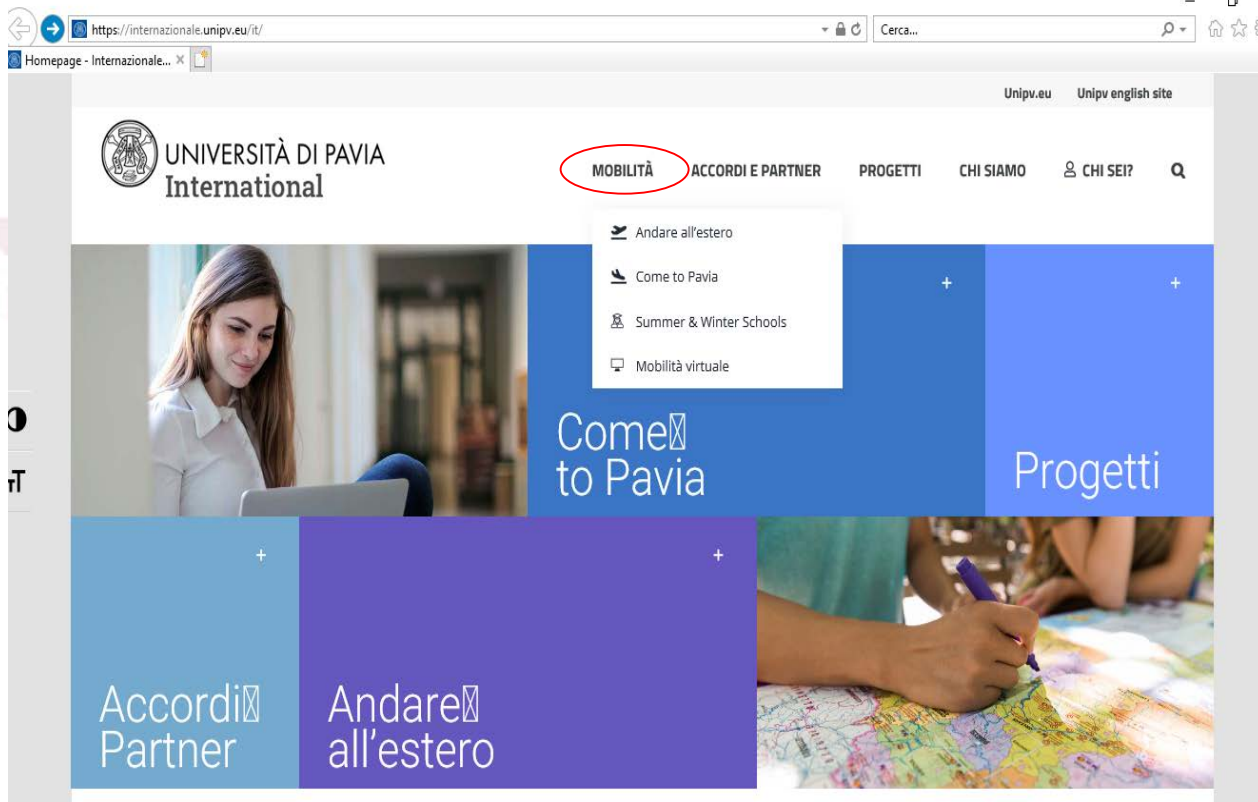 https://internazionale.unipv.eu/it/
Cerca...
Homepage - Internazionale...
Unipv.eu Unipv english site
UNIVERSITÀ DI PAVIA
International
MOBILITÀ ACCORDI E PARTNER PROGETTI CHI SIAMO CHI SEI?
Andare all'estero
Come to Pavia
Summer & Winter Schools
Mobilità virtuale
Come
to Pavia
Progetti
Accordi
Partner
Andare
all'estero